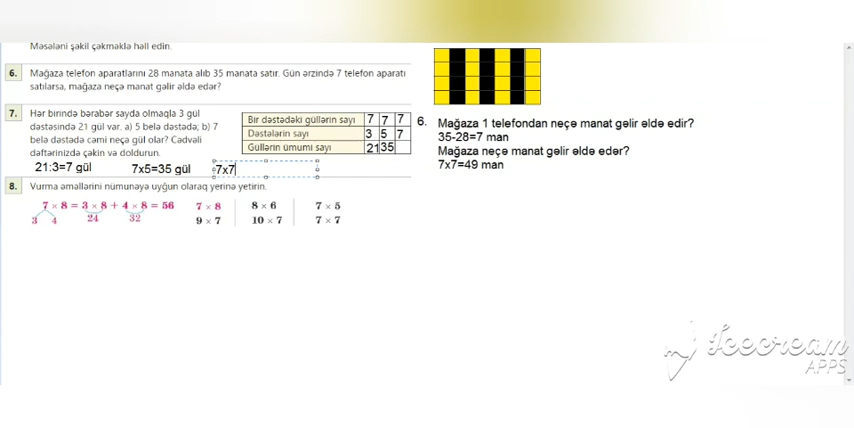 Məsələni şəkil çəkməklə həll edin.
6. Mağaza telefon aparatlarını 28 manata alıb 35 manata satır. Gün ərzində 7 telefon aparatı
satılarsa, mağaza neçə manat gəlir əldə edər?
7. Hər birində bərabər sayda olmaqla 3 gül
dəstəsində 21 gül var. a) 5 belə dəstədə; b) 7
belə dəstədə cəmi neçə gül olar? Cədvəli
dəftərinizdə çəkin və doldurun.
Bir dəstədəki güllərin sayı 7 7 7
Dəstələrin sayı 3 5 7
Güllərin ümumi sayı 21 35
21:3=7 gül 7x5=35 gül 7x7
8. Vurma əməllərini nümunəyə uyğun olaraq yerinə yetirin.
7 × 8 = 3 × 8 + 4 × 8 = 56 7 × 8 8 × 6 7 × 5
3 4 24 32 9 × 7 10 × 7 7 × 7
6. Mağaza 1 telefondan neçə manat gəlir əldə edir?
35-28=7 man
Mağaza neçə manat gəlir əldə edər?
7x7=49 man
Icecream
APPS